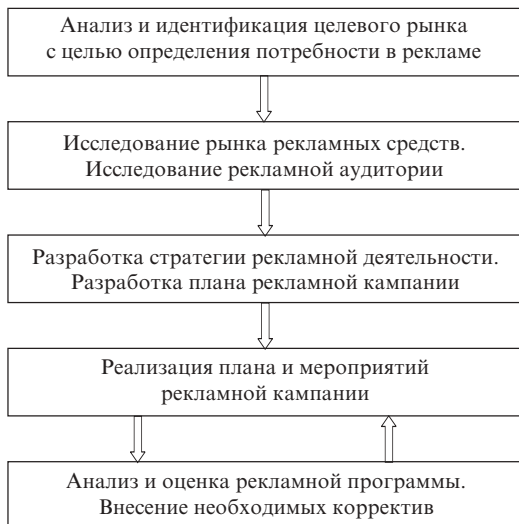 Анализ и идентификация целевого рынка
с целью определения потребности в рекламе
Исследование рынка рекламных средств.
Исследование рекламной аудитории
Разработка стратегии рекламной деятельности.
Разработка плана рекламной кампании
Реализация плана и мероприятий
рекламной кампании
Анализ и оценка рекламной программы.
Внесение необходимых корректив